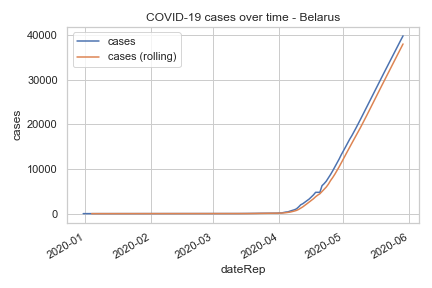 COVID-19 cases over time - Belarus
cases
cases (rolling)
40000
30000
20000
10000
0
cases
2020-01
2020-02
2020-03
2020-04
2020-05
2020-06
dateRep